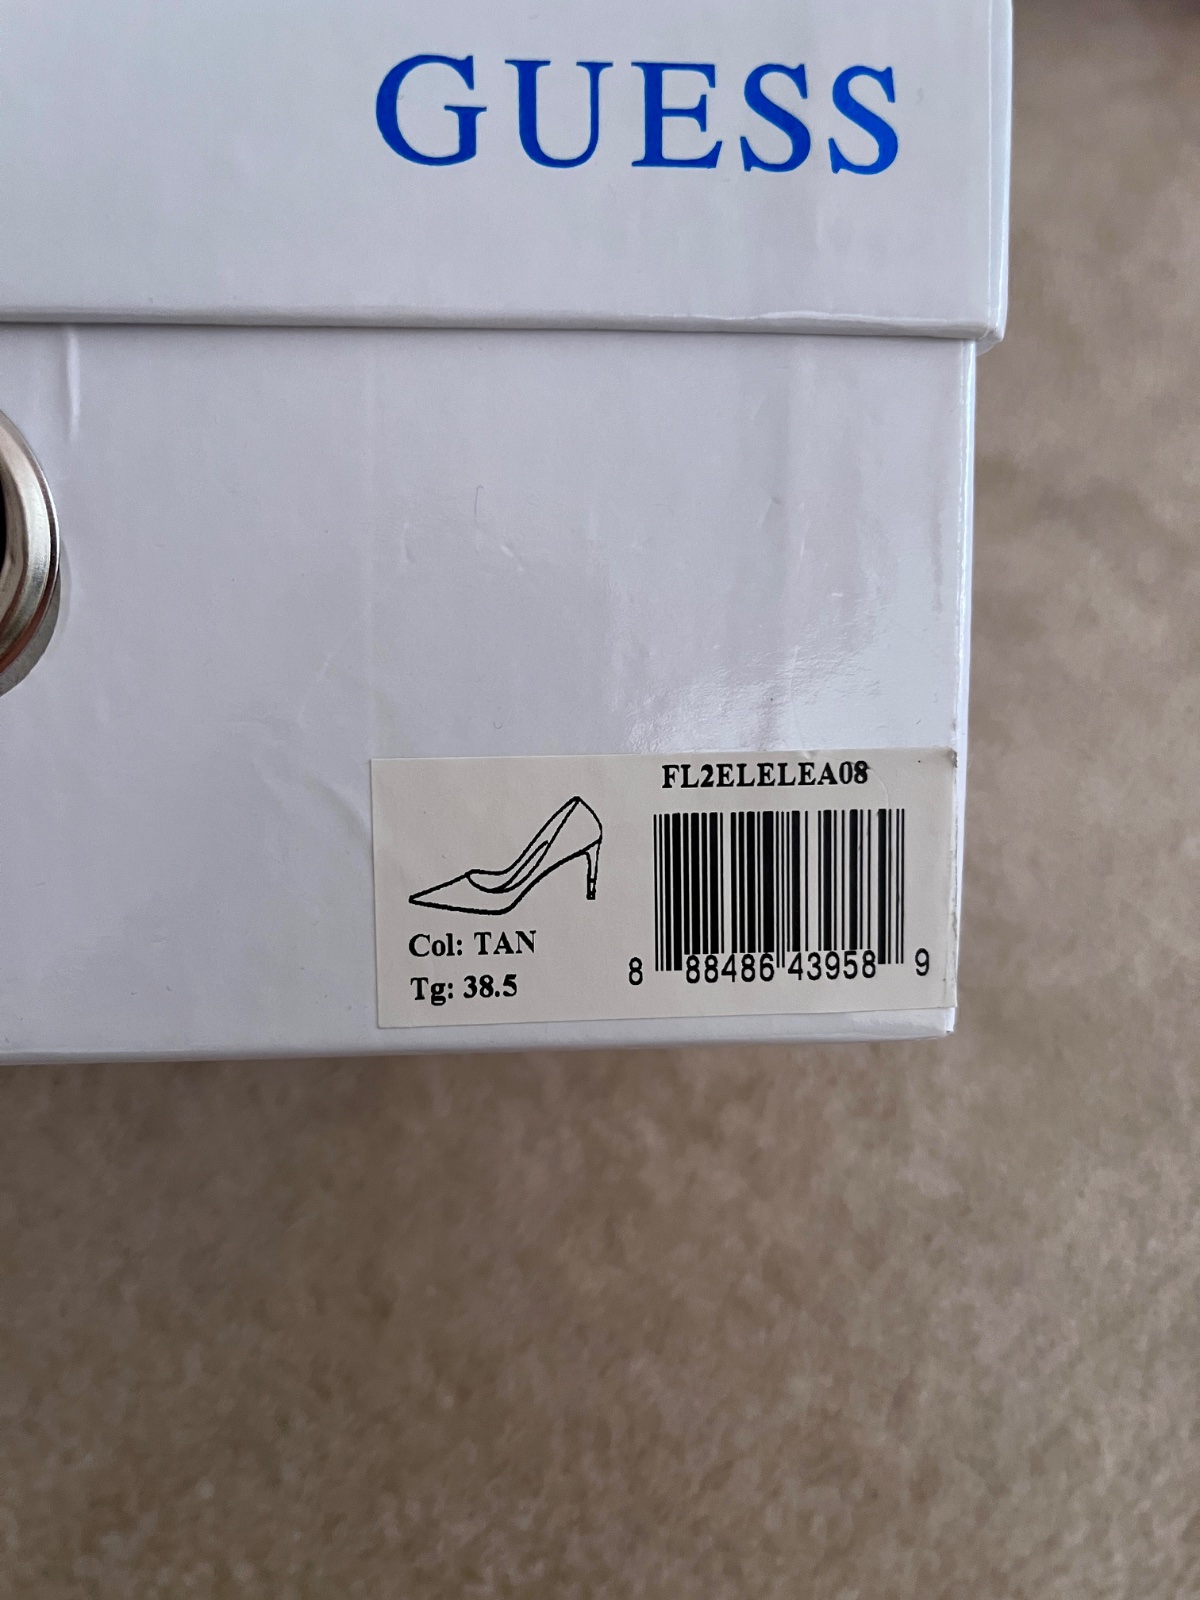 GUESS
FL2ELELEA08
Col: TAN
Tg: 38.5
8 88486 43958 9